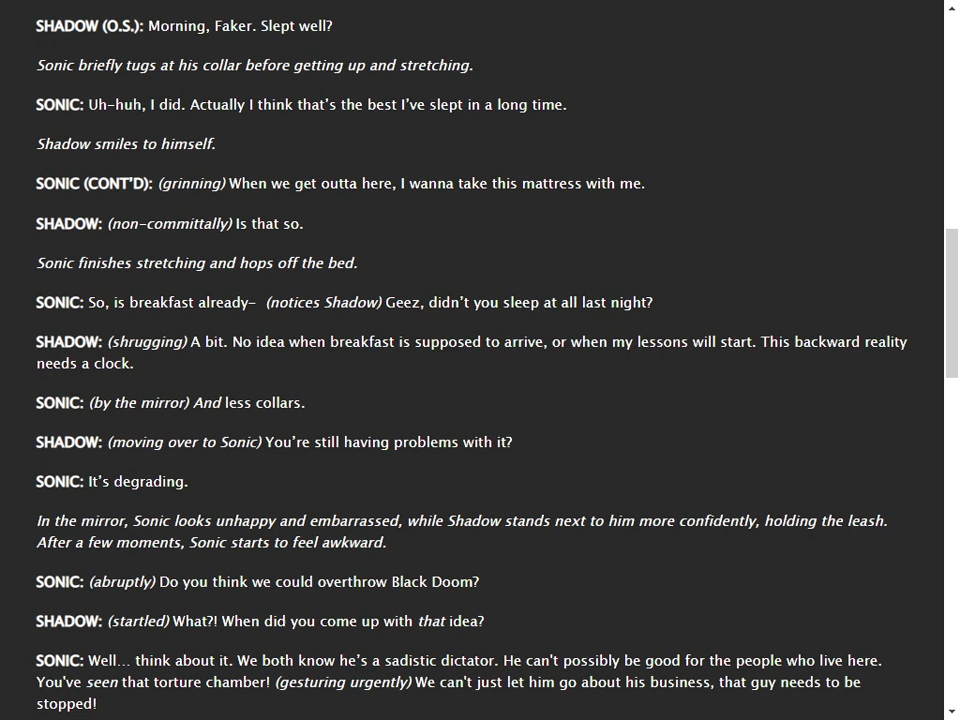 SHADOW (O.S.): Morning, Faker. Slept well?
Sonic briefly tugs at his collar before getting up and stretching.
SONIC: Uh-huh, I did. Actually I think that’s the best I’ve slept in a long time.
Shadow smiles to himself.
SONIC (CONT’D): (grinning) When we get outta here, I wanna take this mattress with me.
SHADOW: (non-committally) Is that so.
Sonic finishes stretching and hops off the bed.
SONIC: So, is breakfast already– (notices Shadow) Geez, didn’t you sleep at all last night?
SHADOW: (shrugging) A bit. No idea when breakfast is supposed to arrive, or when my lessons will start. This backward reality
needs a clock.
SONIC: (by the mirror) And less collars.
SHADOW: (moving over to Sonic) You’re still having problems with it?
SONIC: It’s degrading.
In the mirror, Sonic looks unhappy and embarrassed, while Shadow stands next to him more confidently, holding the leash.
After a few moments, Sonic starts to feel awkward.
SONIC: (abruptly) Do you think we could overthrow Black Doom?
SHADOW: (startled) What?! When did you come up with that idea?
SONIC: Well… think about it. We both know he’s a sadistic dictator. He can't possibly be good for the people who live here.
You've seen that torture chamber! (gesturing urgently) We can't just let him go about his business, that guy needs to be
stopped!